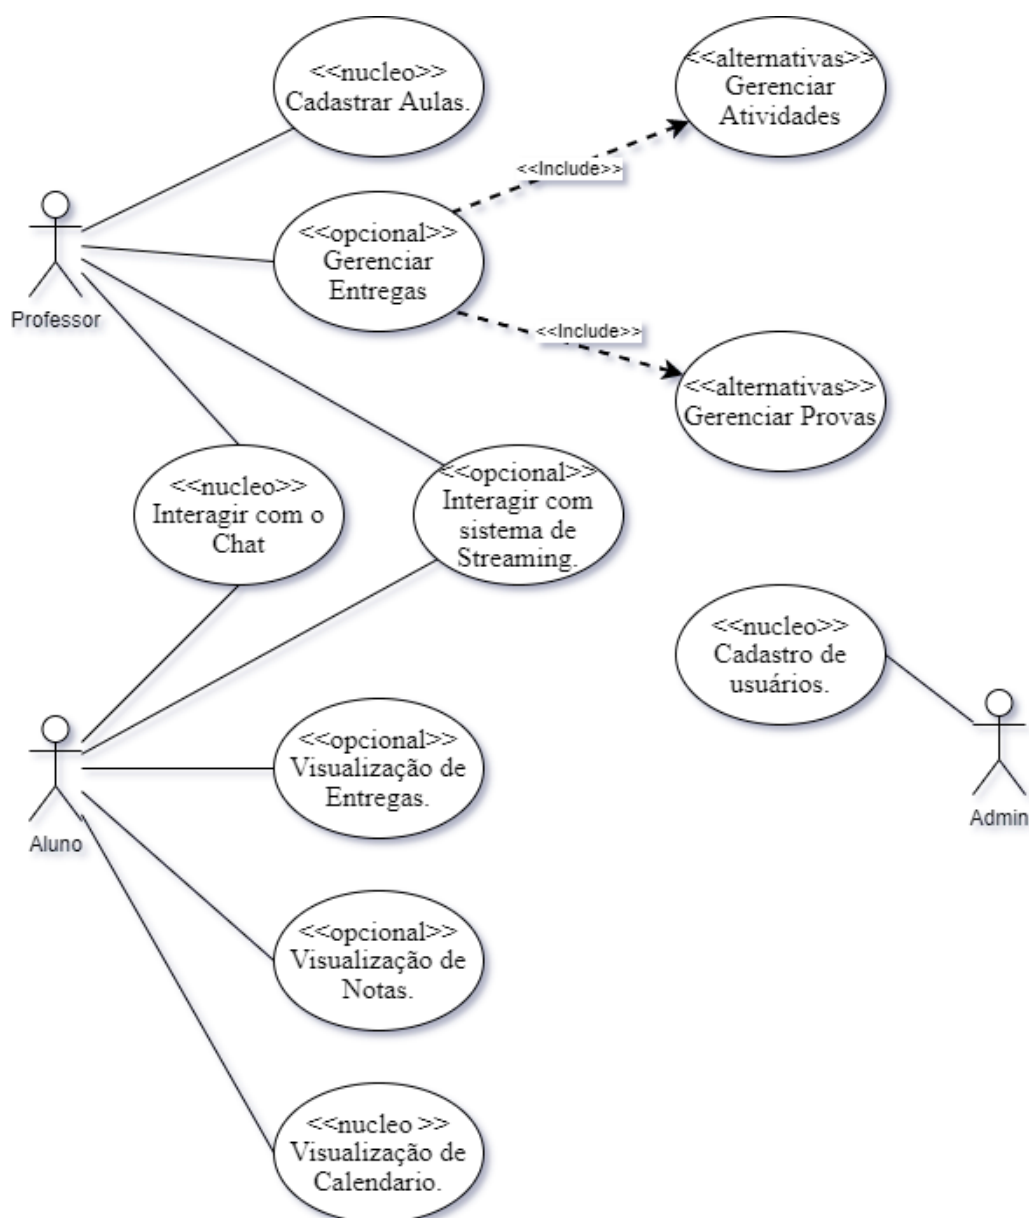 <<nucleo>>
Cadastrar Aulas.
<<alternativas>>
Gerenciar
Atividades
<<Include>>
<<opcional>>
Gerenciar
Entregas
Professor
<<Include>>
<<alternativas>>
Gerenciar Provas
<<nucleo>>
Interagir com o
Chat
<<opcional>>
Interagir com
sistema de
Streaming.
<<nucleo>>
Cadastro de
usuários.
<<opcional>>
Visualização de
Entregas.
Aluno
Admin
<<opcional>>
Visualização de
Notas.
<<nucleo >>
Visualização de
Calendario.